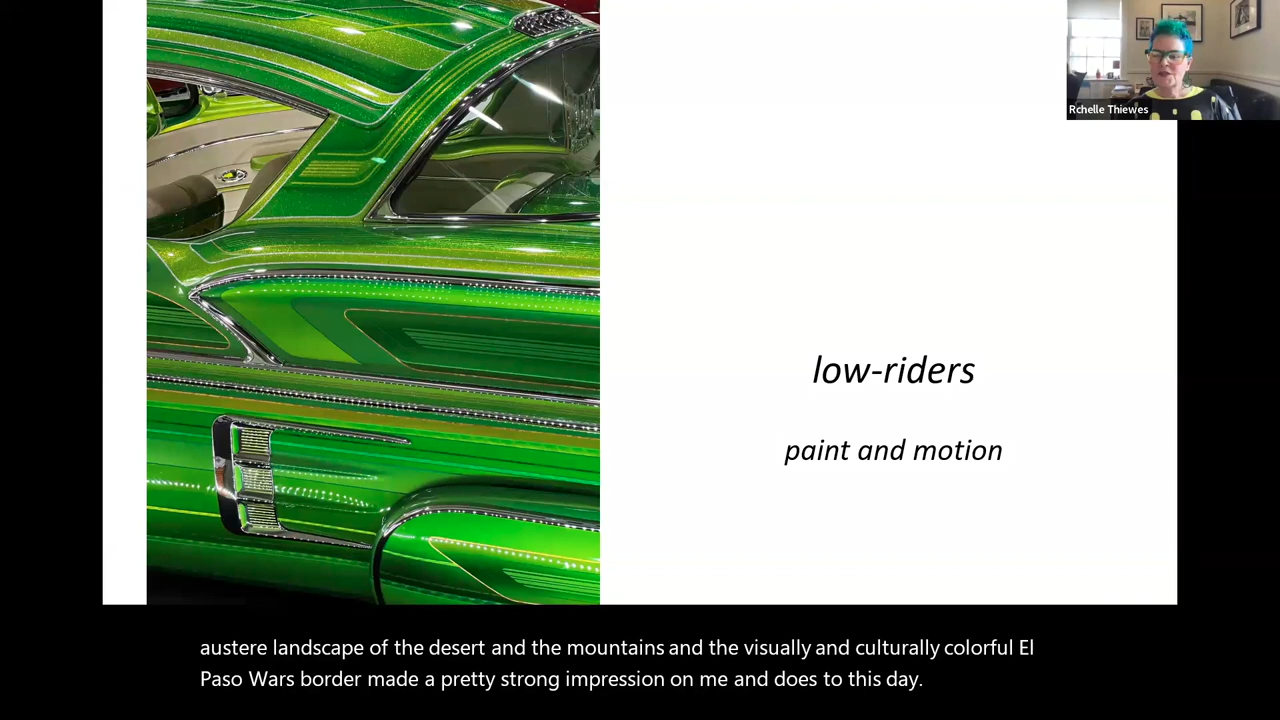 Rchelle Thiewes
low-riders
paint and motion
austere landscape of the desert and the mountains and the visually and culturally colorful El
Paso Wars border made a pretty strong impression on me and does to this day.